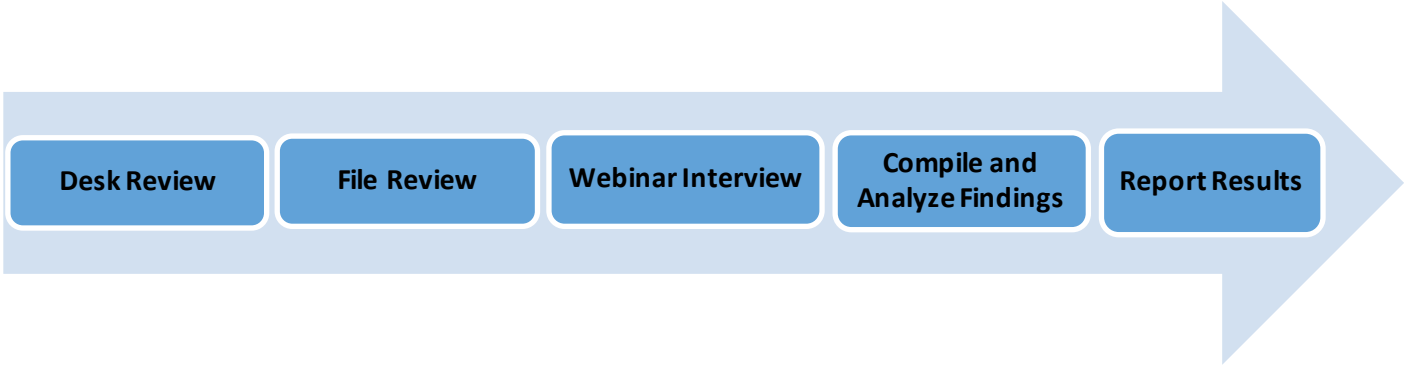 Desk Review
File Review
Webinar Interview
Compile and
Analyze Findings
Report Results